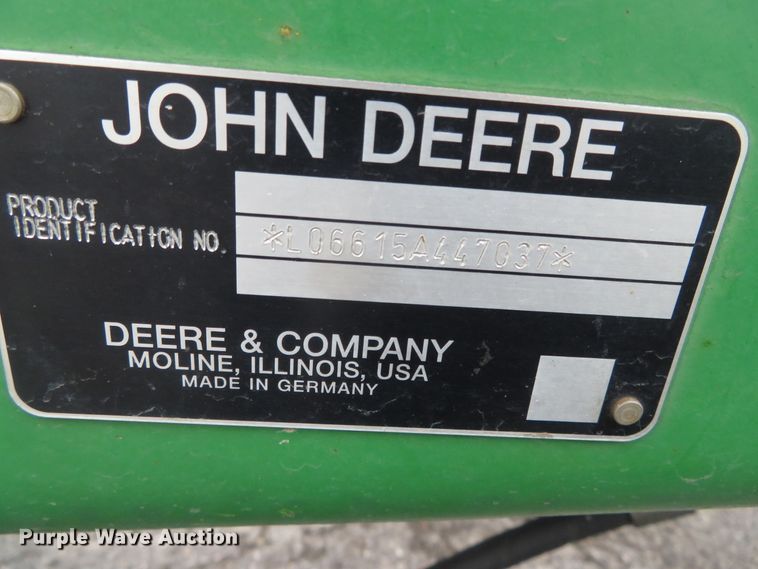 JOHN DEERE
PRODUCT
IDENTIFICATION NO.
*L06615A447037*
DEERE & COMPANY
MOLINE, ILLINOIS, USA
MADE IN GERMANY
Purple Wave Auction